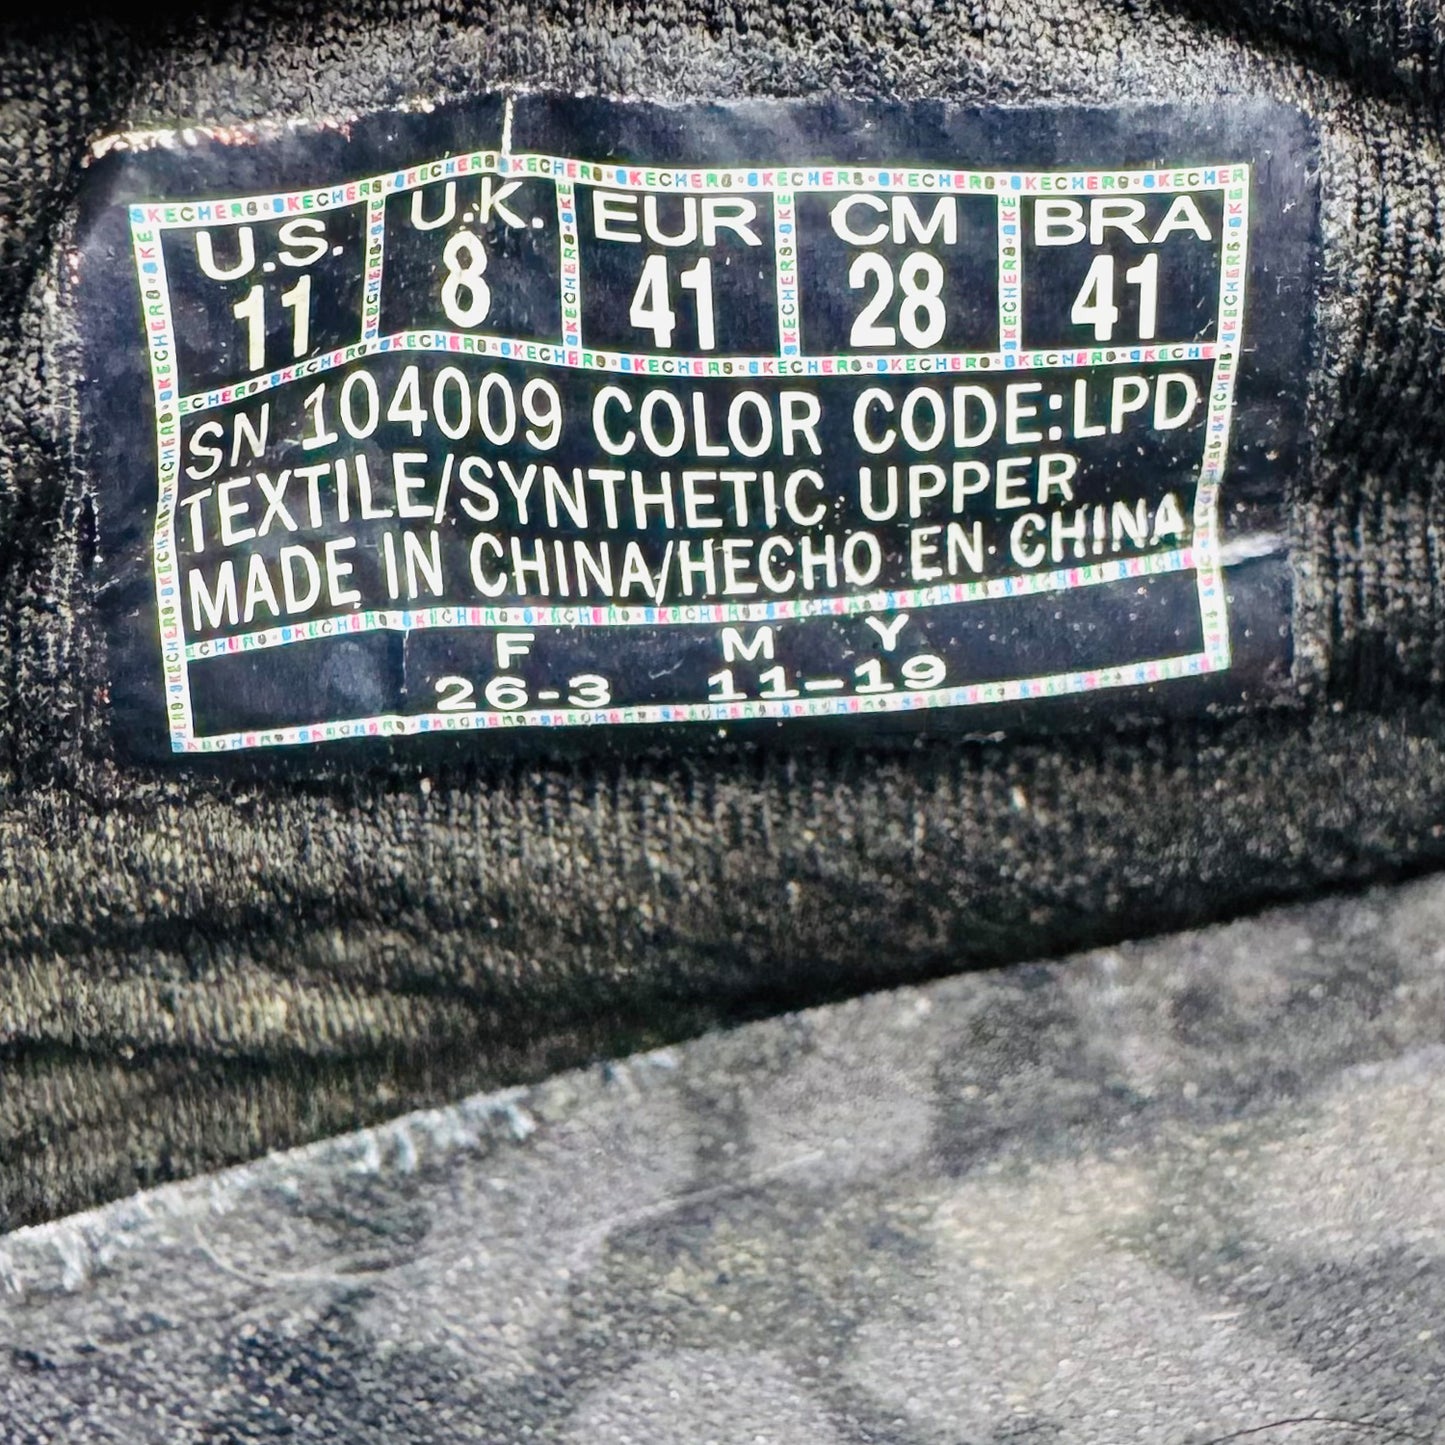 U.S. U.K. EUR CM BRA
11 8 41 28 41
SN 104009 COLOR CODE:LPD
TEXTILE/SYNTHETIC UPPER
MADE IN CHINA/HECHO EN CHINA
F M Y
26-3 11-19